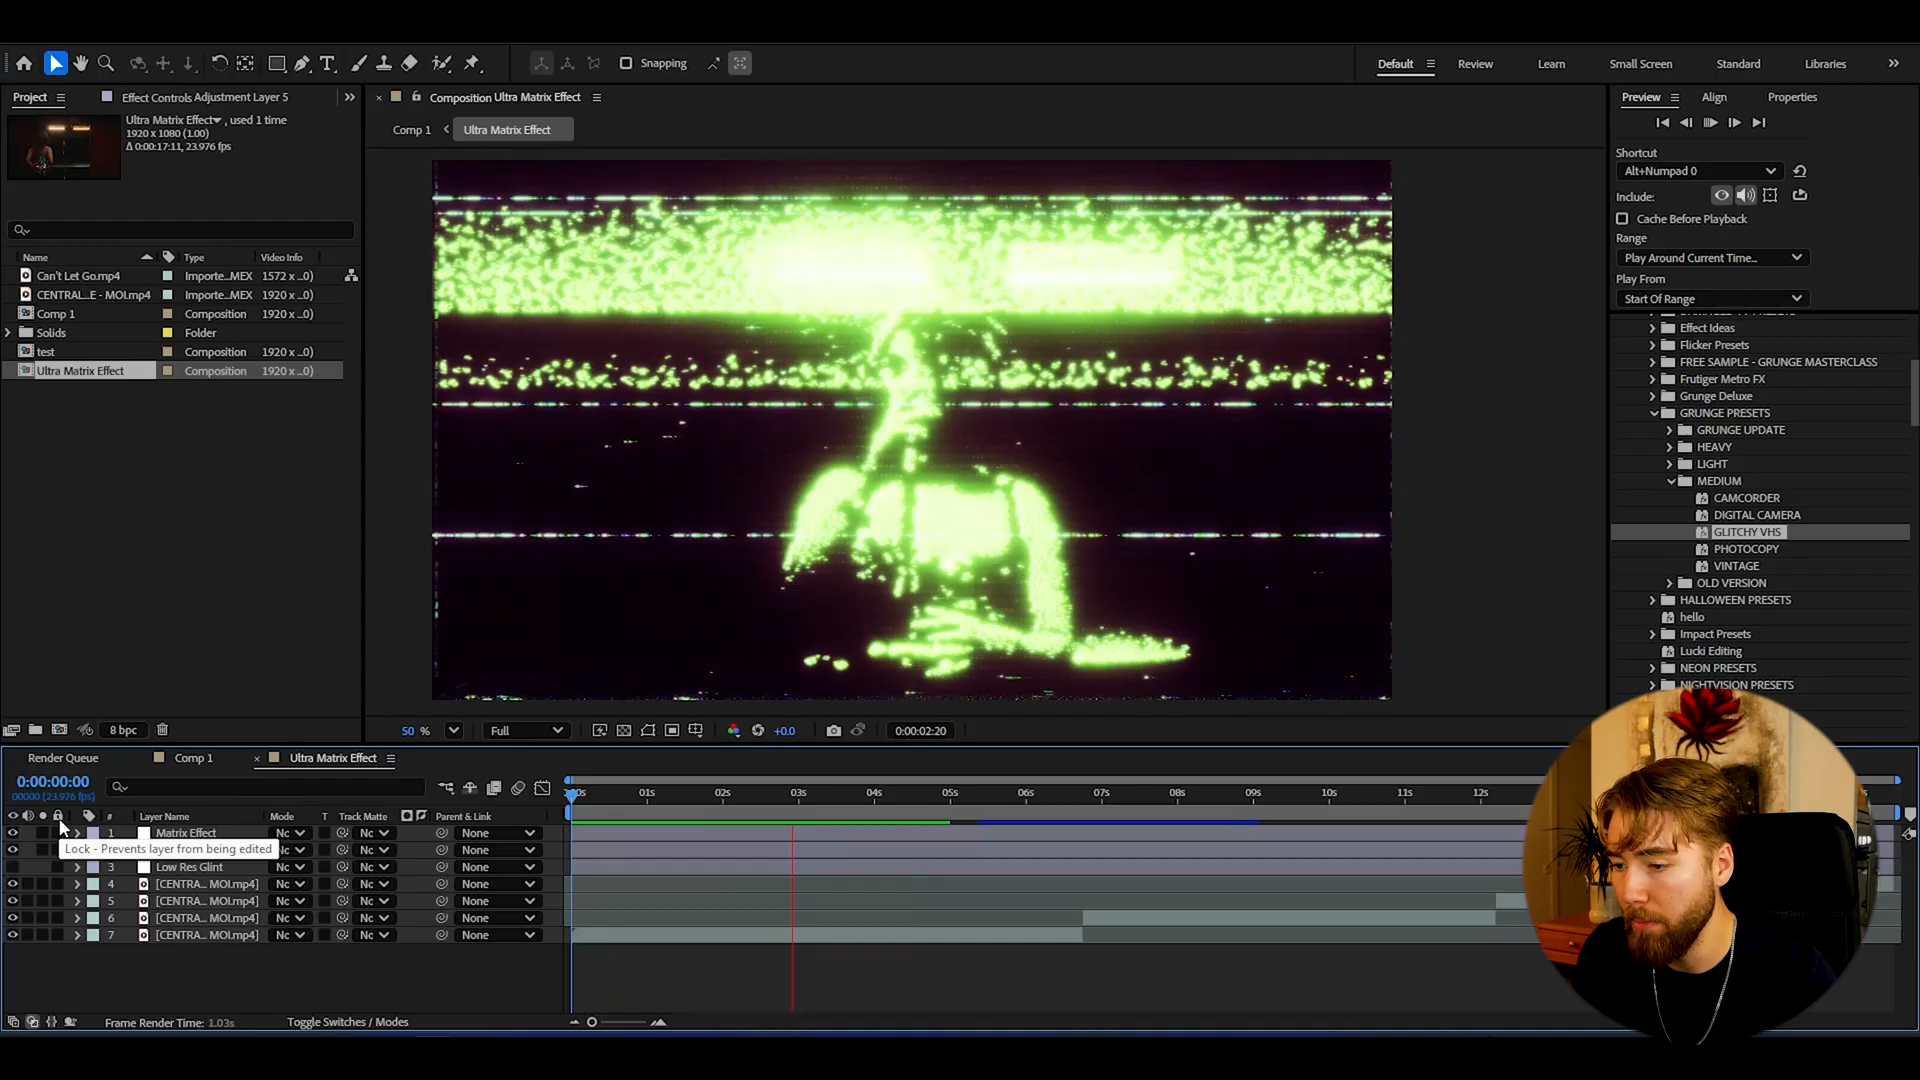 Snapping
Default
Review
Learn
Small Screen
Standard
Libraries
Project
Effect Controls Adjustment Layer 5
Composition Ultra Matrix Effect
Preview
Align
Properties
Ultra Matrix Effect, used 1 time
1920 x 1080 (1.00)
Δ 0:00:17:11, 23.976 fps
Comp 1
Ultra Matrix Effect
Shortcut
Alt+Numpad 0
Include:
Cache Before Playback
Range
Play Around Current Time...
Play From
Start Of Range
Name
Type
Video Info
Can't Let Go.mp4
Importe...MEX
1572 x ...0)
CENTRAL...E - MOI.mp4
Importe...MEX
1920 x ...0)
Comp 1
Composition
1920 x ...0)
Solids
Folder
test
Composition
1920 x ...0)
Ultra Matrix Effect
Composition
1920 x ...0)
Effect Ideas
Flicker Presets
FREE SAMPLE - GRUNGE MASTERCLASS
Frutiger Metro FX
Grunge Deluxe
GRUNGE PRESETS
GRUNGE UPDATE
HEAVY
LIGHT
MEDIUM
CAMCORDER
DIGITAL CAMERA
GLITCHY VHS
PHOTOCOPY
VINTAGE
OLD VERSION
HALLOWEEN PRESETS
hello
Impact Presets
Lucki Editing
NEON PRESETS
NIGHTVISION PRESETS
8 bpc
50 %
Full
+0.0
0:00:02:20
Render Queue
Comp 1
Ultra Matrix Effect
0:00:00:00
00000 (23.976 fps)
01s 02s 03s 04s 05s 06s 07s 08s 09s 10s 11s 12s
#
Layer Name
Mode
T
Track Matte
Parent & Link
1
Matrix Effect
Nc
Nc
None
Lock - Prevents layer from being edited
Nc
Nc
None
3
Low Res Glint
Nc
Nc
None
4
[CENTRA... MOI.mp4]
Nc
Nc
None
5
[CENTRA... MOI.mp4]
Nc
Nc
None
6
[CENTRA... MOI.mp4]
Nc
Nc
None
7
[CENTRA... MOI.mp4]
Nc
Nc
None
Frame Render Time: 1.03s
Toggle Switches / Modes